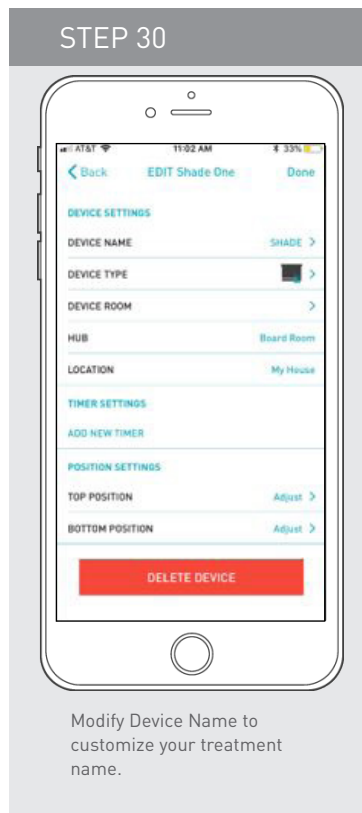 STEP 30
AT&T 11:02 AM 33%
Back EDIT Shade One Done
DEVICE SETTINGS
DEVICE NAME SHADE >
DEVICE TYPE >
DEVICE ROOM >
HUB Board Room
LOCATION My House
TIMER SETTINGS
ADD NEW TIMER
POSITION SETTINGS
TOP POSITION Adjust >
BOTTOM POSITION Adjust >
DELETE DEVICE
Modify Device Name to
customize your treatment
name.